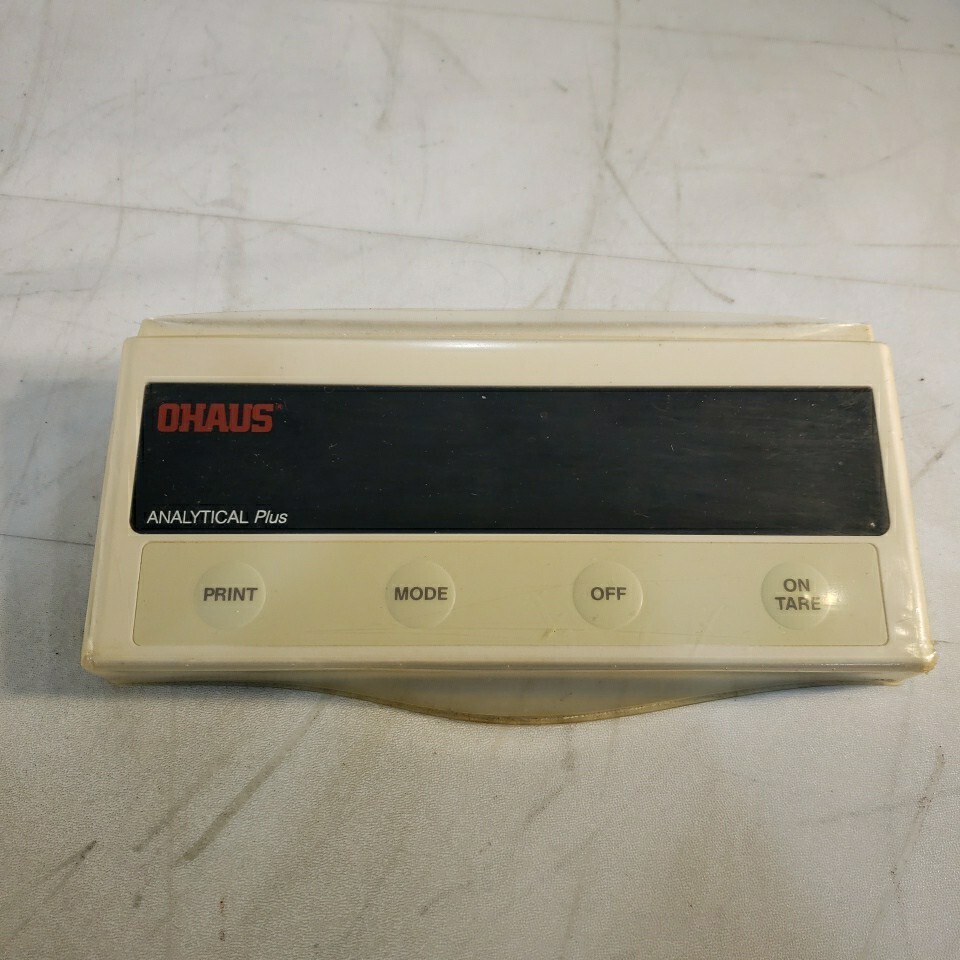 OHAUS
ANALYTICAL Plus
PRINT MODE OFF ON
TARE